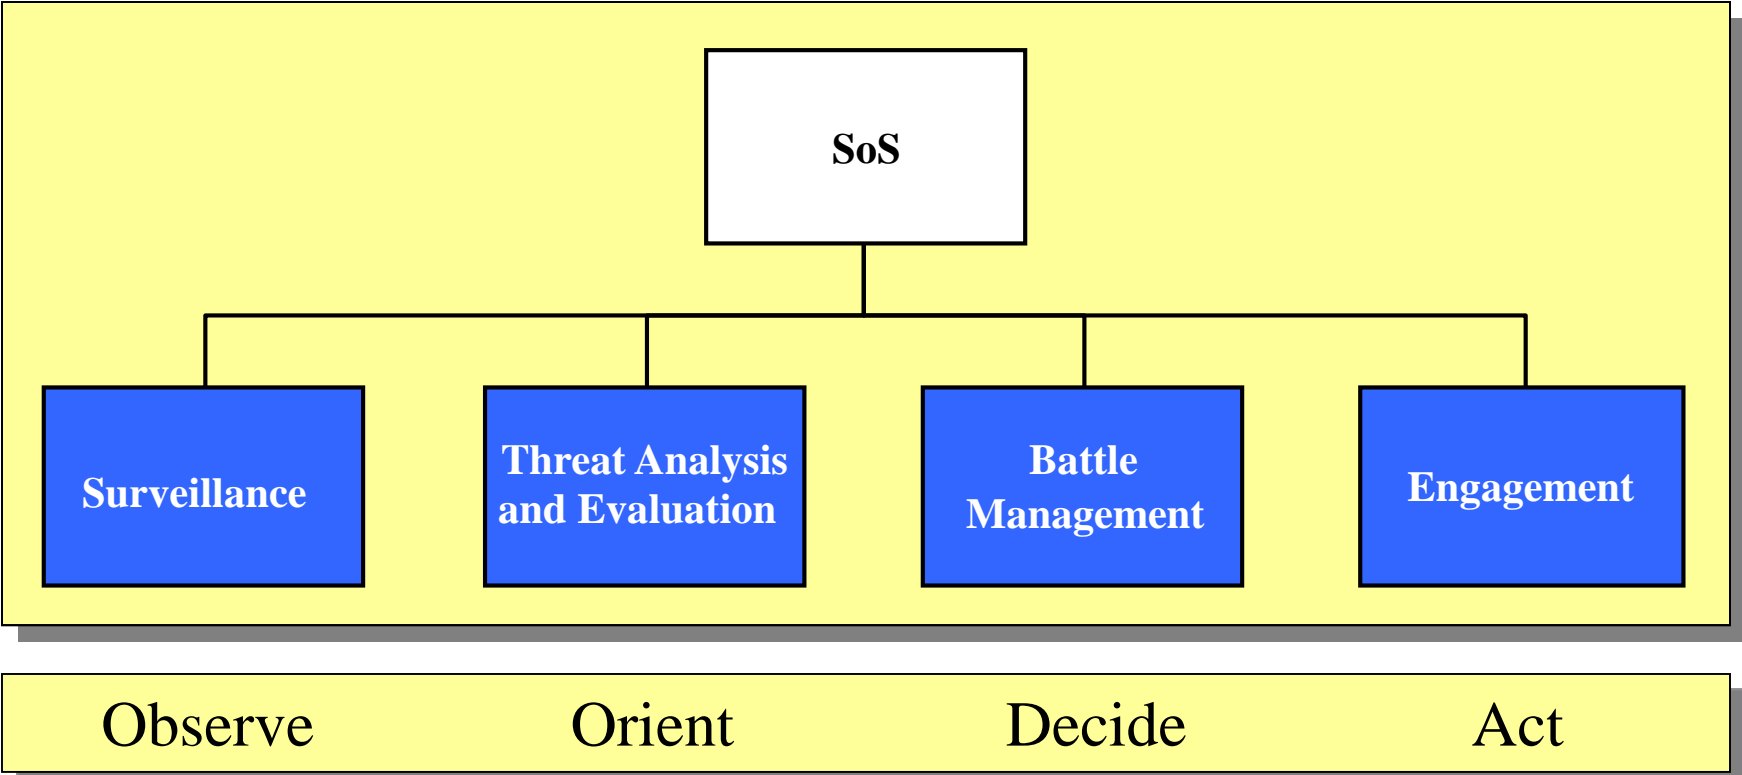 SoS
Surveillance
Threat Analysis
and Evaluation
Battle
Management
Engagement
Observe
Orient
Decide
Act